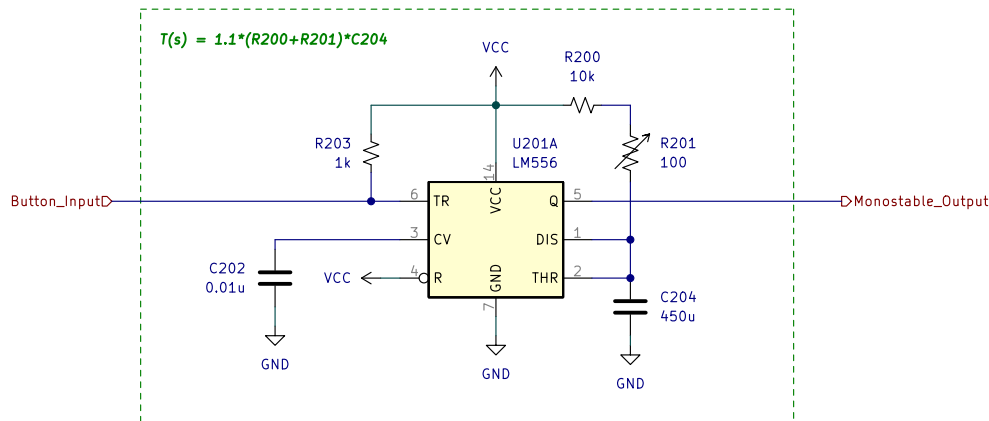 T(s) = 1.1*(R200+R201)*C204
VCC
R200
10k
R203
1k
U201A
LM556
R201
100
14
VCC
Button_Input
6
TR
Q
5
Monostable_Output
3
CV
DIS
1
C202
0.01u
VCC
4
R
GND
THR
2
7
C204
450u
GND
GND
GND